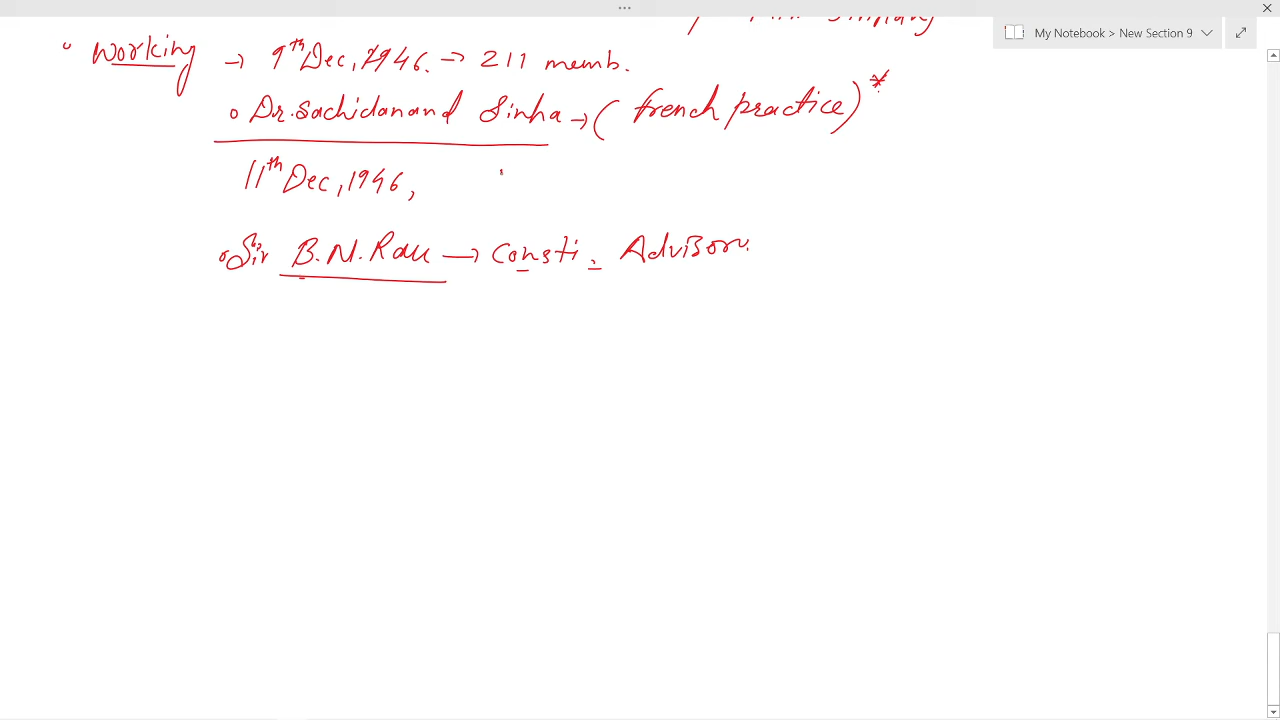 My Notebook > New Section 9
• Working → 9th Dec, 1946. → 211 memb.
o Dr. Sachidanand Sinha → (french practice)*
11th Dec, 1946,
o Sir B.N. Rau → Consti. Advisor.